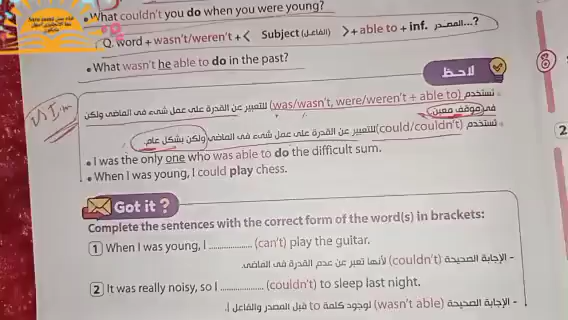 • What couldn't you do when you were young?
Q. word + wasn't/weren't + < Subject (الفاعل) > + able to + inf. المصدر...?
• What wasn't he able to do in the past?
لاحظ
نستخدم (was/wasn't, were/weren't + able to) للتعبير عن القدرة على عمل شيء في الماضي ولكن
في موقف معين.
نستخدم (could/couldn't) للتعبير عن القدرة على عمل شيء في الماضي ولكن بشكل عام.
• I was the only one who was able to do the difficult sum.
• When I was young, I could play chess.
Got it ?
Complete the sentences with the correct form of the word(s) in brackets:
1 When I was young, I .................. (can't) play the guitar.
- الإجابة الصحيحة (couldn't) لأنها تعبر عن عدم القدرة في الماضي.
2 It was really noisy, so I .................. (couldn't) to sleep last night.
- الإجابة الصحيحة (wasn't able) لوجود كلمة to قبل المصدر والفاعل I.
8
2